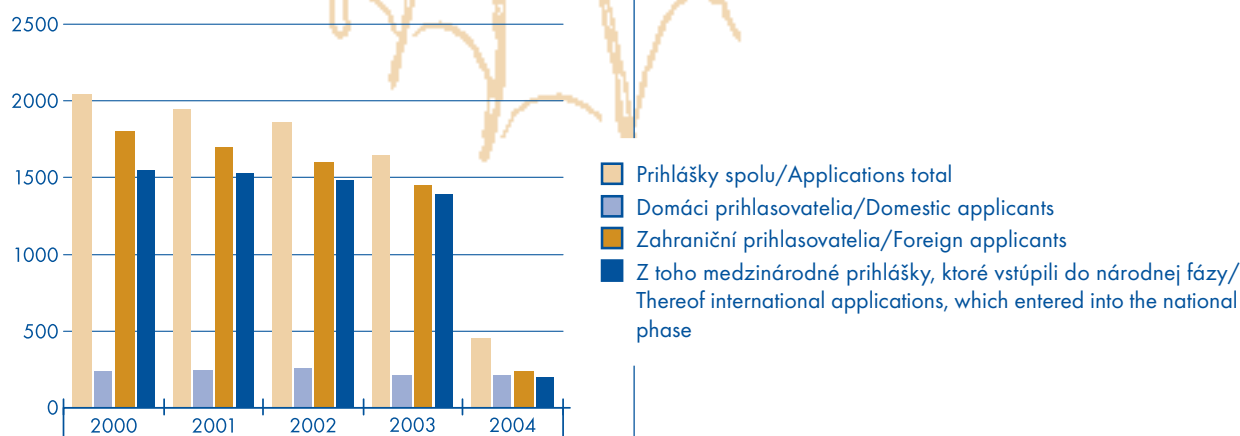 2500
2000
1500
1000
500
0
2000 2001 2002 2003 2004
Prihlášky spolu/Applications total
Domáci prihlasovatelia/Domestic applicants
Zahraniční prihlasovatelia/Foreign applicants
Z toho medzinárodné prihlášky, ktoré vstúpili do národnej fázy/
Thereof international applications, which entered into the national
phase